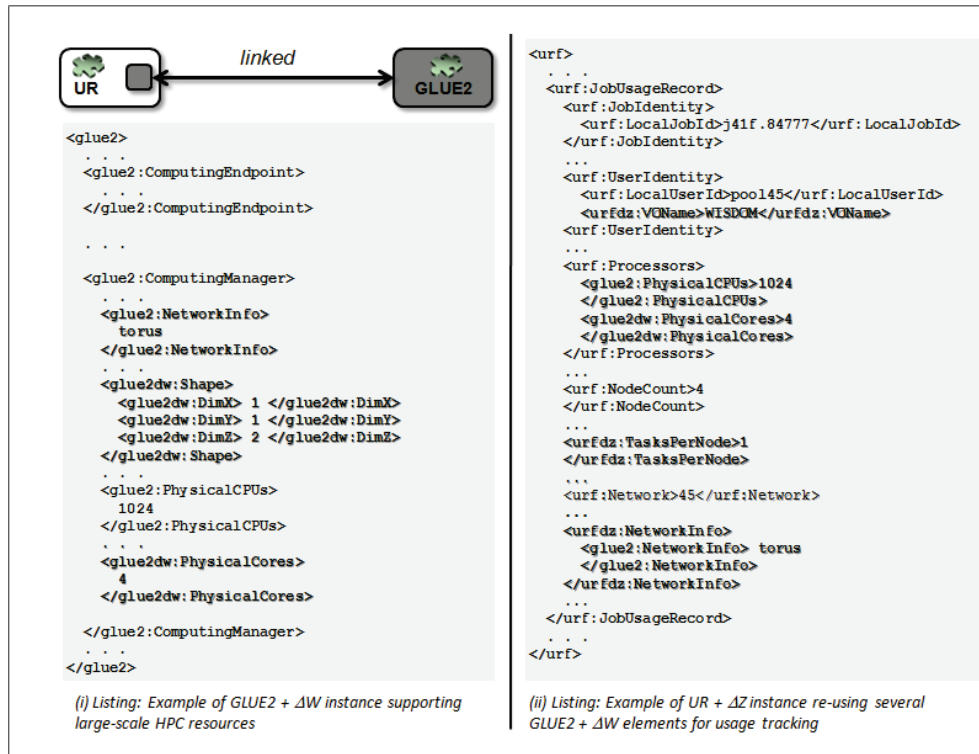 linked
UR
GLUE2
<glue2>
. . .
<glue2:ComputingEndpoint>
. . .
</glue2:ComputingEndpoint>
. . .
<glue2:ComputingManager>
. . .
<glue2:NetworkInfo>
torus
</glue2:NetworkInfo>
. . .
<glue2dw:Shape>
<glue2dw:DimX> 1 </glue2dw:DimX>
<glue2dw:DimY> 1 </glue2dw:DimY>
<glue2dw:DimZ> 2 </glue2dw:DimZ>
</glue2dw:Shape>
. . .
<glue2:PhysicalCPUs>
1024
</glue2:PhysicalCPUs>
. . .
<glue2dw:PhysicalCores>
4
</glue2dw:PhysicalCores>
</glue2:ComputingManager>
. . .
</glue2>
(i) Listing: Example of GLUE2 + ΔW instance supporting
large-scale HPC resources
<urf>
. . .
<urf:JobUsageRecord>
<urf:JobIdentity>
<urf:LocalJobId>j41f.84777</urf:LocalJobId>
</urf:JobIdentity>
...
<urf:UserIdentity>
<urf:LocalUserId>pool45</urf:LocalUserId>
<urfdz:VOName>WISDOM</urfdz:VOName>
<urf:UserIdentity>
...
<urf:Processors>
<glue2:PhysicalCPUs>1024
</glue2:PhysicalCPUs>
<glue2dw:PhysicalCores>4
</glue2dw:PhysicalCores>
</urf:Processors>
...
<urf:NodeCount>4
</urf:NodeCount>
...
<urfdz:TasksPerNode>1
</urfdz:TasksPerNode>
...
<urf:Network>45</urf:Network>
...
<urfdz:NetworkInfo>
<glue2:NetworkInfo> torus
</glue2:NetworkInfo>
</urfdz:NetworkInfo>
...
</urf:JobUsageRecord>
. . .
</urf>
(ii) Listing: Example of UR + ΔZ instance re-using several
GLUE2 + ΔW elements for usage tracking